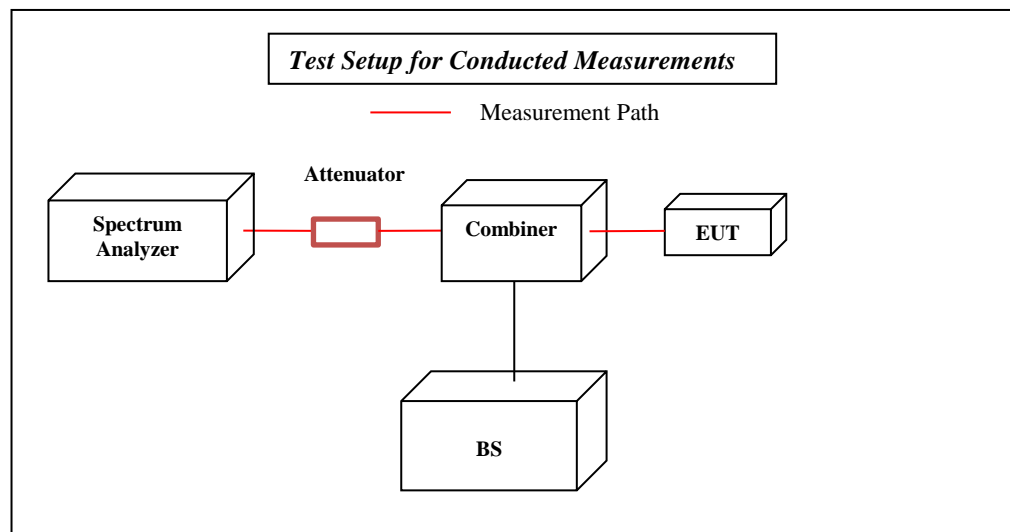 Test Setup for Conducted Measurements
Measurement Path
Attenuator
Spectrum
Analyzer
Combiner
EUT
BS